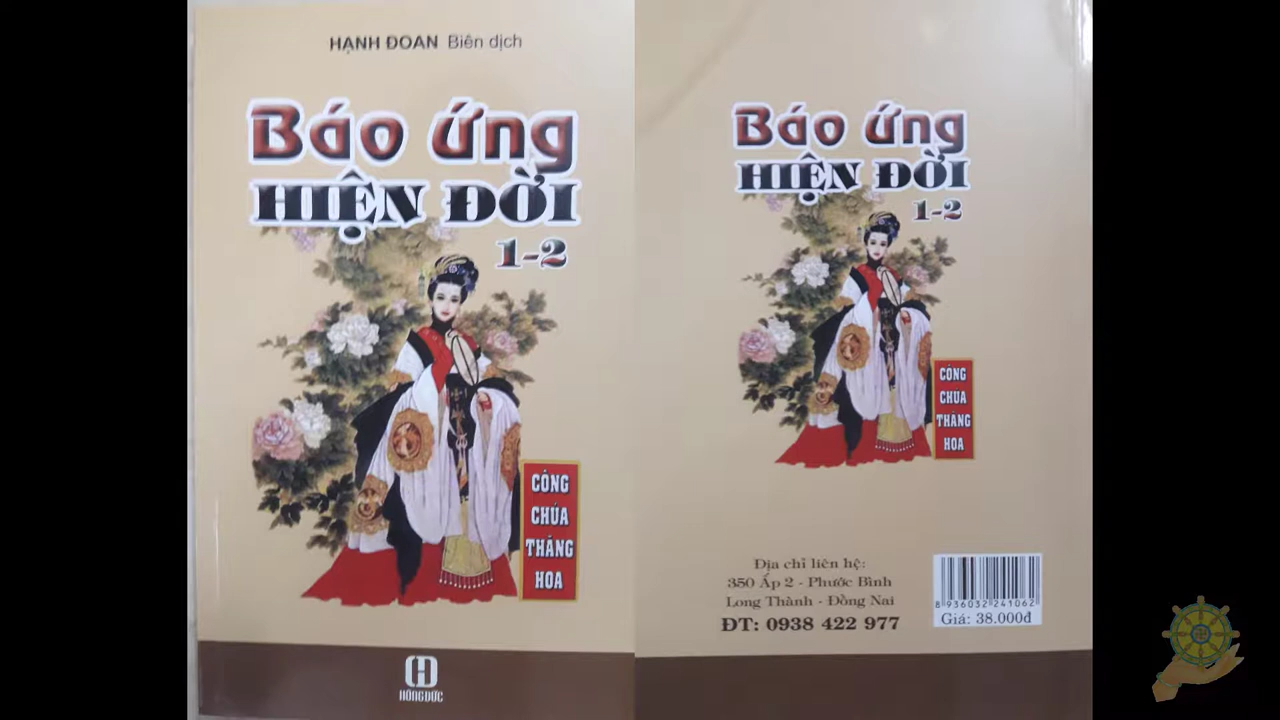 HẠNH ĐOAN Biên dịch
Báo ứng
HIỆN ĐỜI
1-2
CÔNG
CHÚA
THĂNG
HOA
HỒNG ĐỨC
Báo ứng
HIỆN ĐỜI
1-2
CÔNG
CHÚA
THĂNG
HOA
Địa chỉ liên hệ:
350 Ấp 2 - Phước Bình
Long Thành - Đồng Nai
ĐT: 0938 422 977
8 936032 241062
Giá: 38.000đ